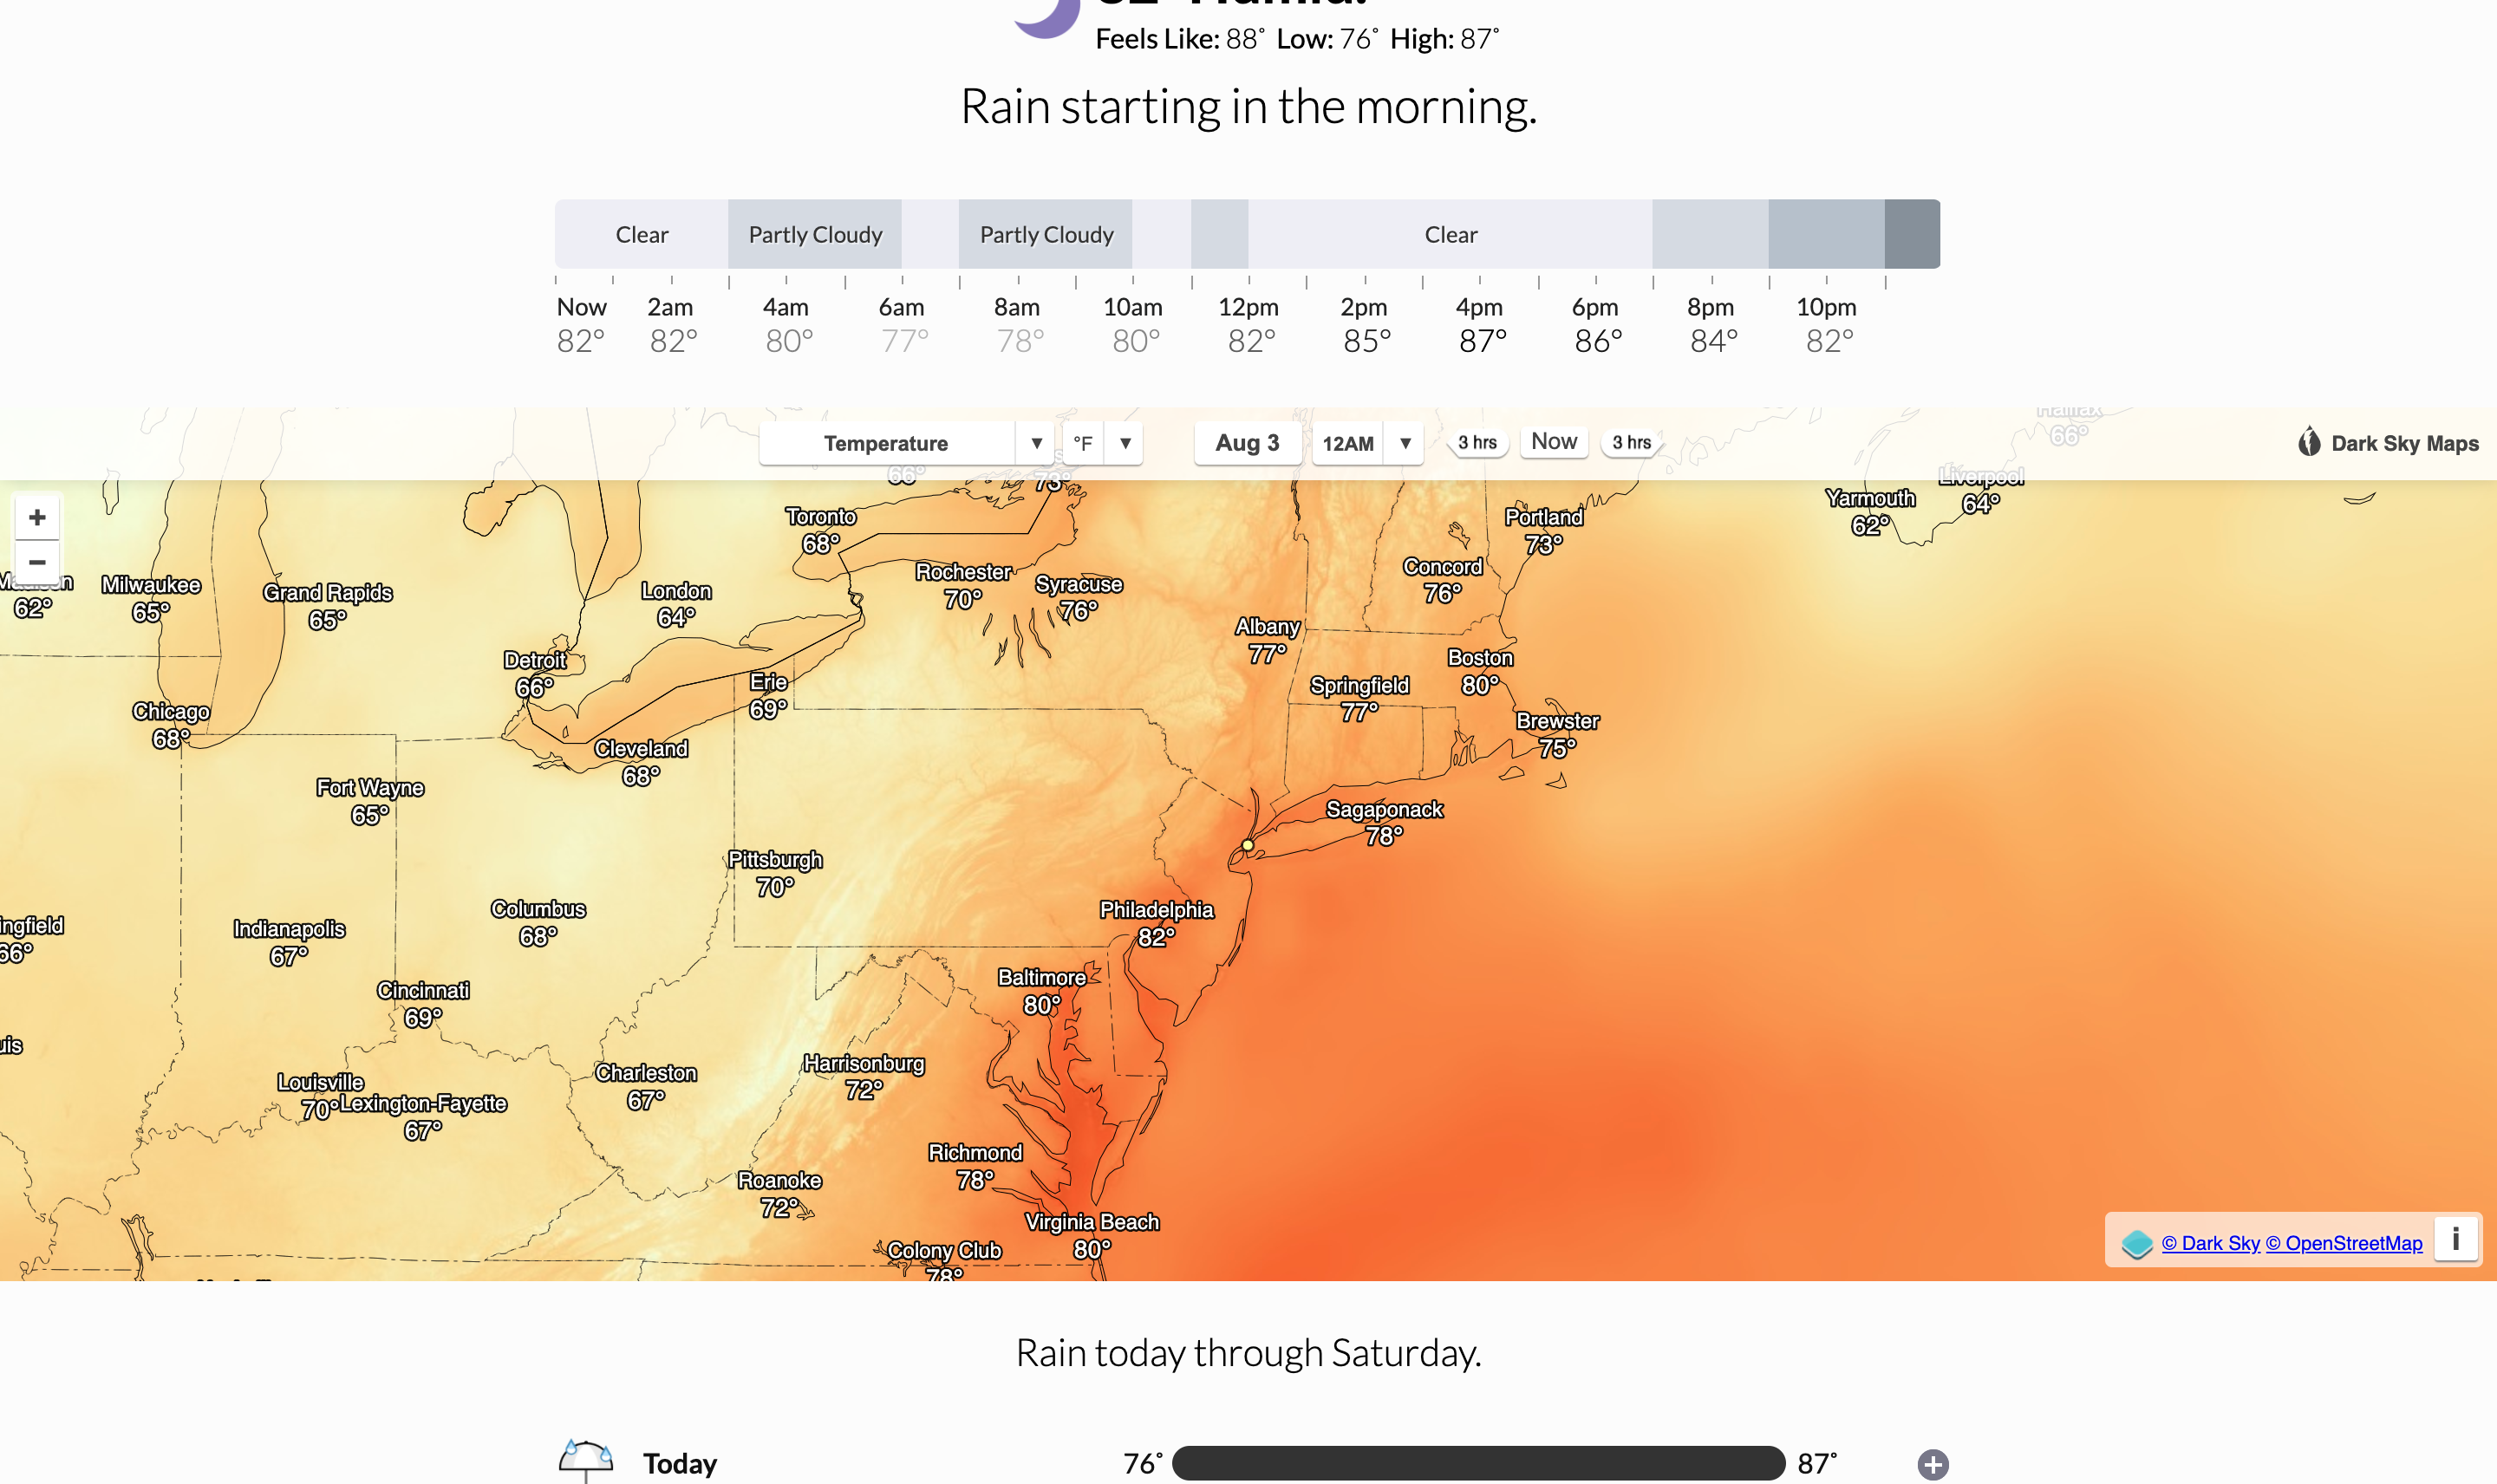 Feels Like: 88˚ Low: 76˚ High: 87˚
Rain starting in the morning.
Clear Partly Cloudy Partly Cloudy Clear
Now 2am 4am 6am 8am 10am 12pm 2pm 4pm 6pm 8pm 10pm
82° 82° 80° 77° 78° 80° 82° 85° 87° 86° 84° 82°
Halifax
66°
Temperature ▼ °F ▼ Aug 3 12AM ▼ 3 hrs Now 3 hrs Dark Sky Maps
66°
73°
Liverpool
64°
Yarmouth
62°
+
−
Toronto
68°
Portland
73°
Concord
76°
Rochester
70°
Syracuse
76°
62°
Milwaukee
65°
Grand Rapids
65°
London
64°
Albany
77°
Boston
80°
Detroit
66°
Erie
69°
Springfield
77°
Chicago
68°
Brewster
75°
Cleveland
68°
Fort Wayne
65°
Sagaponack
78°
Pittsburgh
70°
Philadelphia
82°
Columbus
68°
ingfield
66°
Indianapolis
67°
Baltimore
80°
Cincinnati
69°
uis
Harrisonburg
72°
Charleston
67°
Louisville
70°
Lexington-Fayette
67°
Richmond
78°
Roanoke
72°
Virginia Beach
80°
Colony Club
78°
© Dark Sky © OpenStreetMap i
Rain today through Saturday.
Today 76˚ 87˚ +